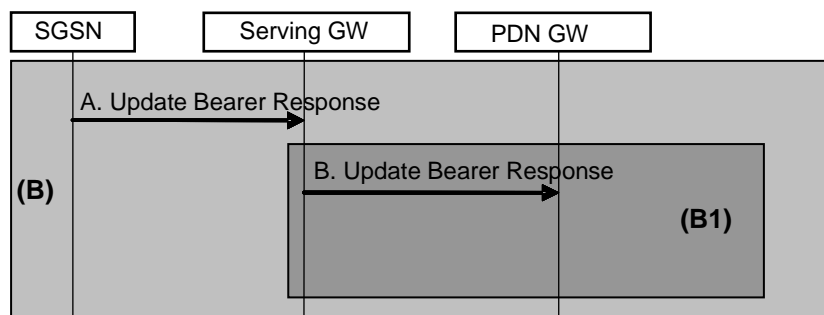 SGSN
Serving GW
PDN GW
A. Update Bearer Response
B. Update Bearer Response
(B)
(B1)